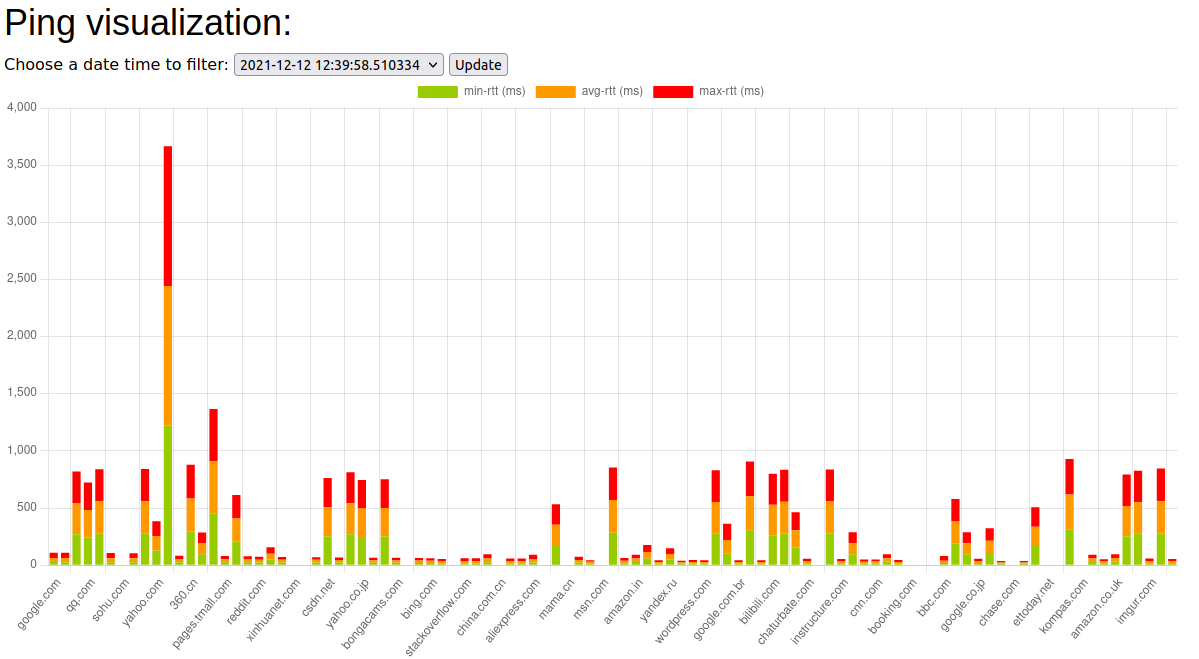 Ping visualization:
Choose a date time to filter: 2021-12-12 12:39:58.510334 Update
min-rtt (ms) avg-rtt (ms) max-rtt (ms)
4,000
3,500
3,000
2,500
2,000
1,500
1,000
500
0
google.com
qq.com
sohu.com
yahoo.com
360.cn
pages.tmall.com
reddit.com
xinhuanet.com
csdn.net
yahoo.co.jp
bongacams.com
bing.com
stackoverflow.com
china.com.cn
aliexpress.com
mama.cn
msn.com
amazon.in
yandex.ru
wordpress.com
google.com.br
bilibili.com
chaturbate.com
instructure.com
cnn.com
booking.com
bbc.com
google.co.jp
chase.com
ettoday.net
kompas.com
amazon.co.uk
imgur.com